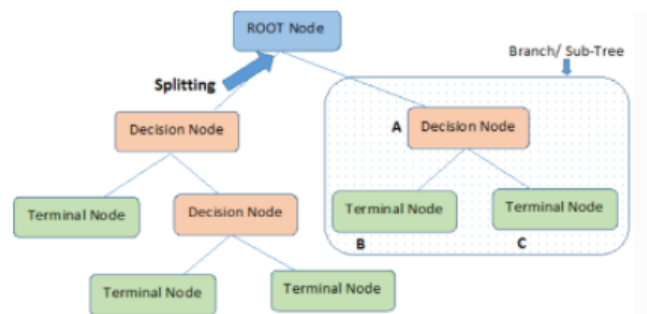 ROOT Node
Branch/ Sub-Tree
Splitting
Decision Node
A
Decision Node
Terminal Node
Decision Node
Terminal Node
Terminal Node
B
C
Terminal Node
Terminal Node